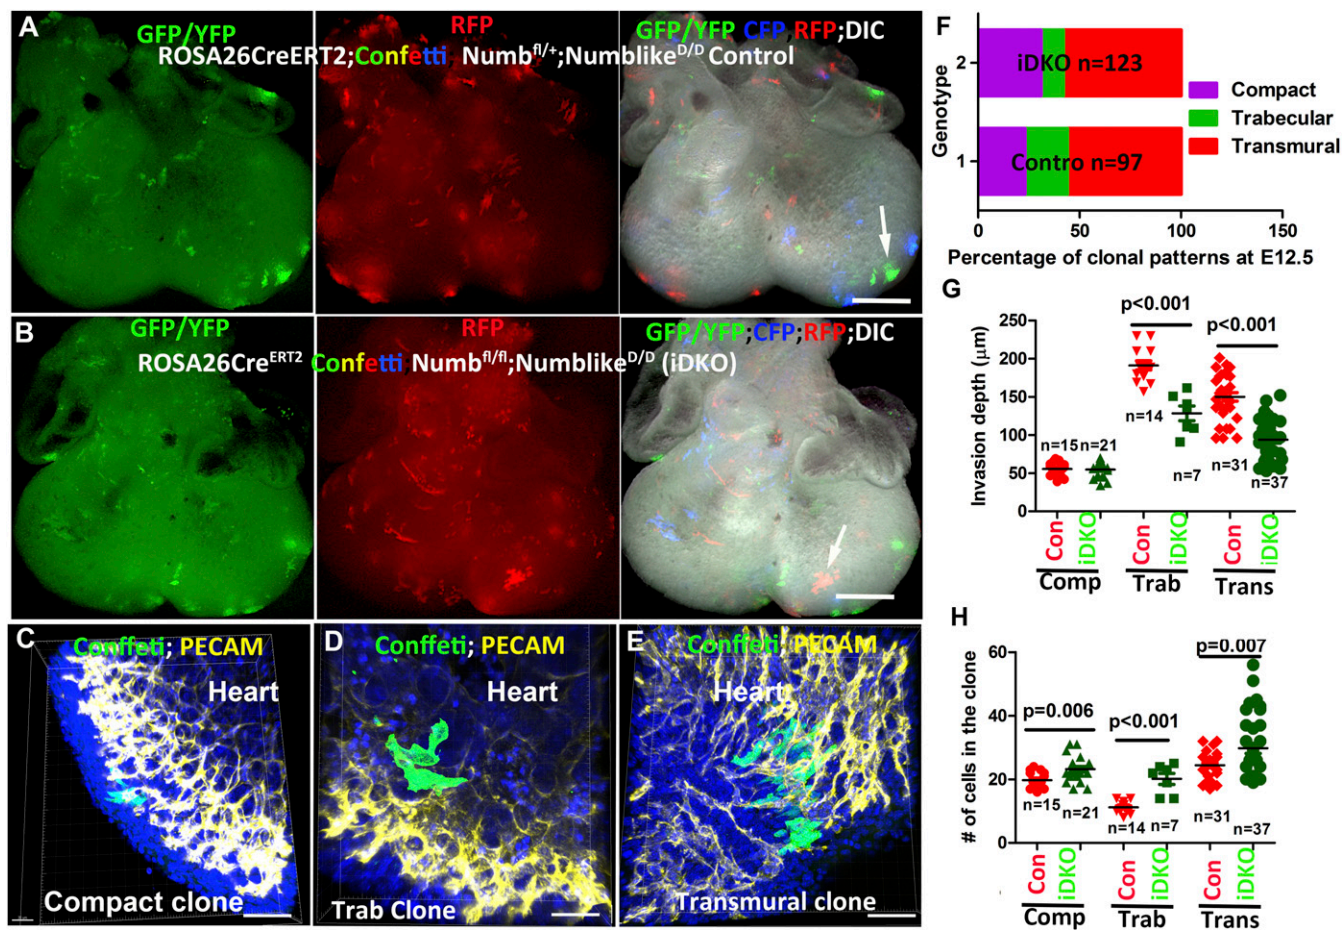 A
GFP/YFP
RFP
GFP/YFP CFP RFP;DIC
ROSA26CreERT2;Confetti Numbfl/+;NumblikeD/D Control
B
GFP/YFP
RFP
GFP/YFP;CFP;RFP;DIC
ROSA26CreERT2 Confetti Numbfl/fl;NumblikeD/D (iDKO)
C
Conffeti; PECAM
Heart
Compact clone
D
Conffeti; PECAM
Heart
Trab Clone
E
Conffeti; PECAM
Heart
Transmural clone
F
Genotype
2
iDKO n=123
1
Contro n=97
Compact
Trabecular
Transmural
0
50
100
150
Percentage of clonal patterns at E12.5
G
Invasion depth (µm)
250
200
150
100
50
0
p<0.001
p<0.001
n=15
n=21
n=14
n=7
n=31
n=37
Con
iDKO
Con
iDKO
Con
iDKO
Comp
Trab
Trans
H
# of cells in the clone
60
40
20
0
p=0.006
p<0.001
p=0.007
n=15
n=21
n=14
n=7
n=31
n=37
Con
iDKO
Con
iDKO
Con
iDKO
Comp
Trab
Trans